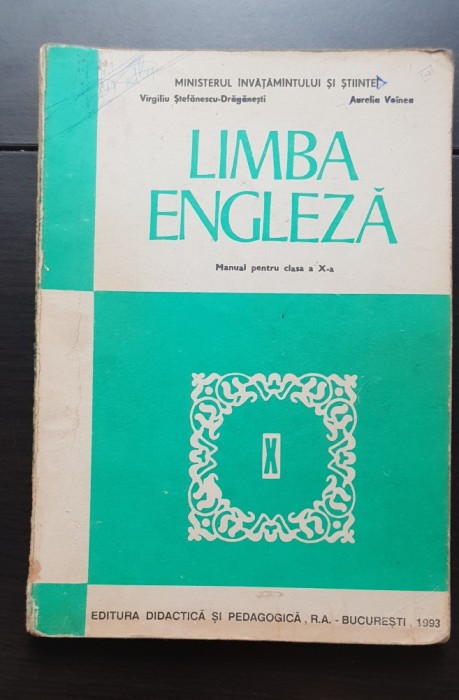 MINISTERUL ÎNVĂȚĂMÎNTULUI ȘI ȘTIINȚEI
Virgiliu Ștefănescu-Drăgănești Aurelia Voinea
LIMBA
ENGLEZĂ
Manual pentru clasa a X-a
X
EDITURA DIDACTICĂ ȘI PEDAGOGICĂ, R.A. - BUCUREȘTI, 1993